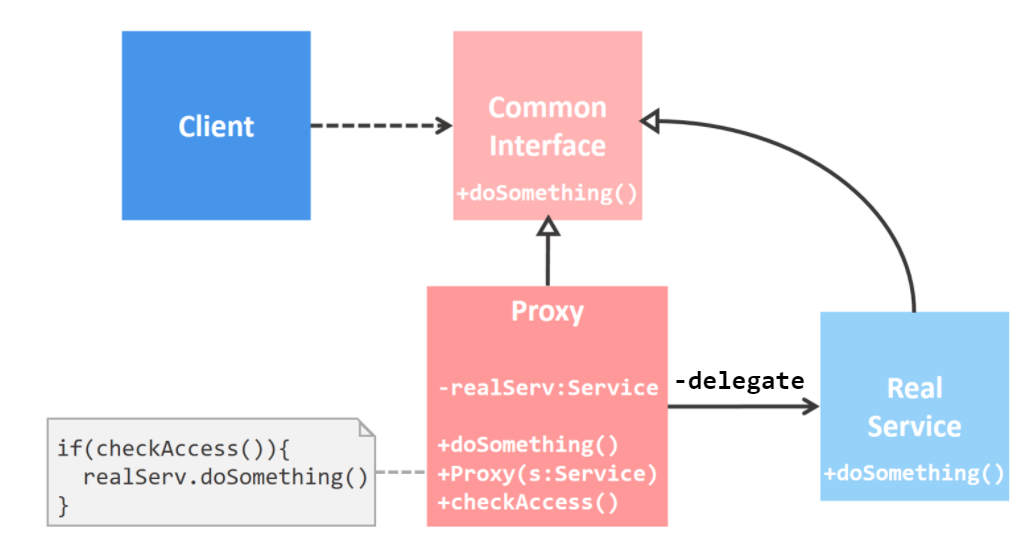 Client
Common
Interface
+doSomething()
Proxy
-realServ:Service
+doSomething()
+Proxy(s:Service)
+checkAccess()
-delegate
Real
Service
+doSomething()
if(checkAccess()){
  realServ.doSomething()
}